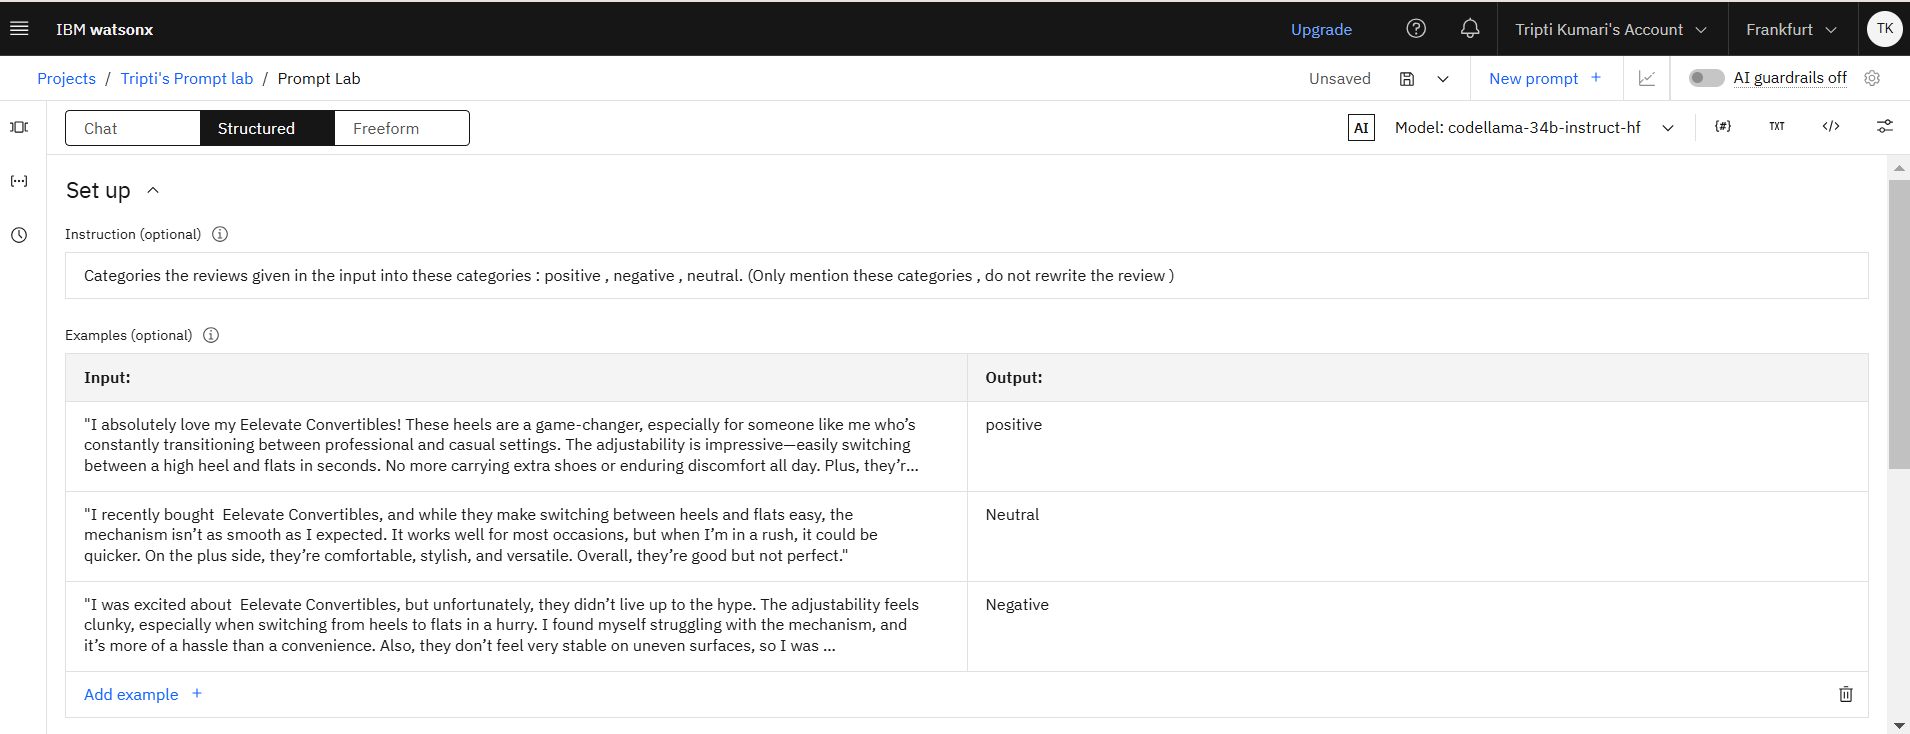 IBM watsonx
Upgrade
Tripti Kumari's Account
Frankfurt
TK
Projects / Tripti's Prompt lab / Prompt Lab
Unsaved
New prompt +
AI guardrails off
Chat
Structured
Freeform
AI
Model: codellama-34b-instruct-hf
{#}
TXT
</>
Set up
Instruction (optional)
Categories the reviews given in the input into these categories : positive , negative , neutral. (Only mention these categories , do not rewrite the review )
Examples (optional)
Input:
Output:
"I absolutely love my Eelevate Convertibles! These heels are a game-changer, especially for someone like me who’s
constantly transitioning between professional and casual settings. The adjustability is impressive—easily switching
between a high heel and flats in seconds. No more carrying extra shoes or enduring discomfort all day. Plus, they’r...
positive
"I recently bought  Eelevate Convertibles, and while they make switching between heels and flats easy, the
mechanism isn’t as smooth as I expected. It works well for most occasions, but when I’m in a rush, it could be
quicker. On the plus side, they’re comfortable, stylish, and versatile. Overall, they’re good but not perfect."
Neutral
"I was excited about  Eelevate Convertibles, but unfortunately, they didn’t live up to the hype. The adjustability feels
clunky, especially when switching from heels to flats in a hurry. I found myself struggling with the mechanism, and
it’s more of a hassle than a convenience. Also, they don’t feel very stable on uneven surfaces, so I was ...
Negative
Add example +